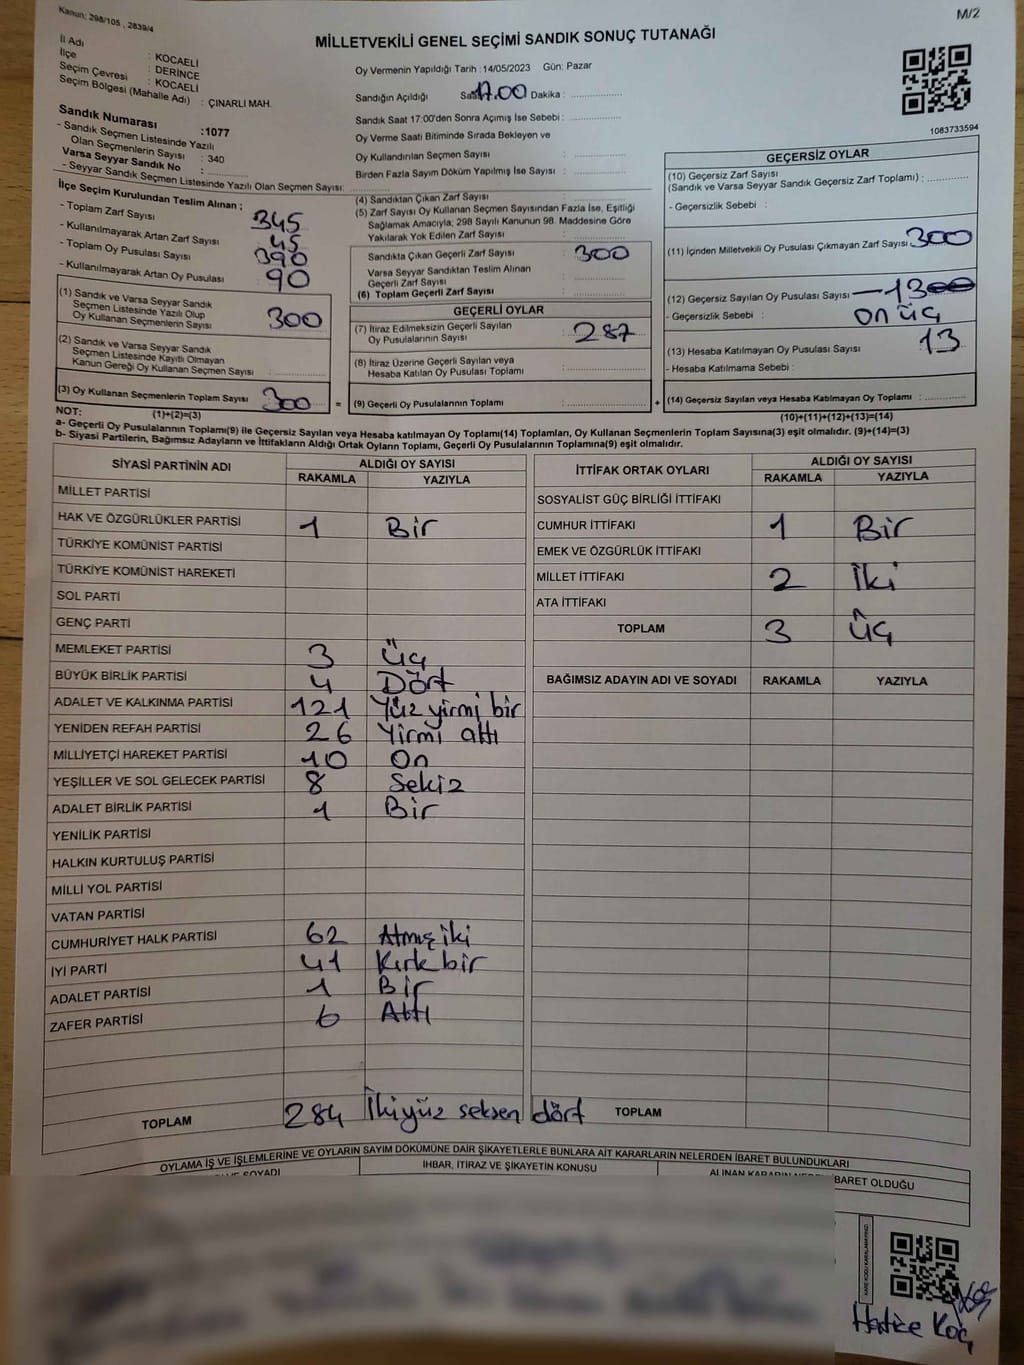 Kanun: 298/105 , 2839/4
M/2
MİLLETVEKİLİ GENEL SEÇİMİ SANDIK SONUÇ TUTANAĞI
İl Adı : KOCAELİ
İlçe : DERİNCE
Seçim Çevresi : KOCAELİ
Seçim Bölgesi (Mahalle Adı) : ÇINARLI MAH.
Sandık Numarası :1077
- Sandık Seçmen Listesinde Yazılı
Olan Seçmenlerin Sayısı : 340
Varsa Seyyar Sandık No :
- Seyyar Sandık Seçmen Listesinde Yazılı Olan Seçmen Sayısı:
Oy Vermenin Yapıldığı Tarih :14/05/2023 Gün: Pazar
Sandığın Açıldığı Saat 17.00 Dakika :
Sandık Saat 17:00'den Sonra Açımış İse Sebebi :
Oy Verme Saati Bitiminde Sırada Bekleyen ve
Oy Kullandırılan Seçmen Sayısı :
Birden Fazla Sayım Döküm Yapılmış İse Sayısı :
1083733594
İlçe Seçim Kurulundan Teslim Alınan ;
- Toplam Zarf Sayısı : 345
- Kullanılmayarak Artan Zarf Sayısı : 45
- Toplam Oy Pusulası Sayısı : 390
- Kullanılmayarak Artan Oy Pusulası : 90
(1) Sandık ve Varsa Seyyar Sandık
Seçmen Listesinde Yazılı Olup
Oy Kullanan Seçmenlerin Sayısı : 300
(2) Sandık ve Varsa Seyyar Sandık
Seçmen Listesinde Kayıtlı Olmayan
Kanun Gereği Oy Kullanan Seçmen Sayısı :
(3) Oy Kullanan Seçmenlerin Toplam Sayısı : 300 =
(1)+(2)=(3)
(4) Sandıktan Çıkan Zarf Sayısı :
(5) Zarf Sayısı Oy Kullanan Seçmen Sayısından Fazla İse, Eşitliği
Sağlamak Amacıyla, 298 Sayılı Kanunun 98. Maddesine Göre
Yakılarak Yok Edilen Zarf Sayısı :
Sandıkta Çıkan Geçerli Zarf Sayısı : 300
Varsa Seyyar Sandıktan Teslim Alınan
Geçerli Zarf Sayısı :
(6) Toplam Geçerli Zarf Sayısı :
GEÇERLİ OYLAR
(7) İtiraz Edilmeksizin Geçerli Sayılan
Oy Pusulalarının Sayısı : 287
(8) İtiraz Üzerine Geçerli Sayılan veya
Hesaba Katılan Oy Pusulası Toplamı :
(9) Geçerli Oy Pusulalarının Toplamı : +
GEÇERSİZ OYLAR
(10) Geçersiz Zarf Sayısı
(Sandık ve Varsa Seyyar Sandık Geçersiz Zarf Toplamı) :
- Geçersizlik Sebebi :
(11) İçinden Milletvekili Oy Pusulası Çıkmayan Zarf Sayısı : 300
(12) Geçersiz Sayılan Oy Pusulası Sayısı 1300
- Geçersizlik Sebebi : On üç
(13) Hesaba Katılmayan Oy Pusulası Sayısı : 13
- Hesaba Katılmama Sebebi :
(14) Geçersiz Sayılan veya Hesaba Katılmayan Oy Toplamı :
(10)+(11)+(12)+(13)=(14)
NOT:
a- Geçerli Oy Pusulalarının Toplamı(9) ile Geçersiz Sayılan veya Hesaba katılmayan Oy Toplamı(14) Toplamları, Oy Kullanan Seçmenlerin Toplam Sayısına(3) eşit olmalıdır. (9)+(14)=(3)
b- Siyasi Partilerin, Bağımsız Adayların ve İttifakların Aldığı Ortak Oyların Toplamı, Geçerli Oy Pusulalarının Toplamına(9) eşit olmalıdır.
SİYASİ PARTİNİN ADI ALDIĞI OY SAYISI
RAKAMLA YAZIYLA
MİLLET PARTİSİ
HAK VE ÖZGÜRLÜKLER PARTİSİ 1 Bir
TÜRKİYE KOMÜNİST PARTİSİ
TÜRKİYE KOMÜNİST HAREKETİ
SOL PARTİ
GENÇ PARTİ
MEMLEKET PARTİSİ 3 üç
BÜYÜK BİRLİK PARTİSİ 4 Dört
ADALET VE KALKINMA PARTİSİ 121 Yüz yirmi bir
YENİDEN REFAH PARTİSİ 26 Yirmi altı
MİLLİYETÇİ HAREKET PARTİSİ 10 On
YEŞİLLER VE SOL GELECEK PARTİSİ 8 Sekiz
ADALET BİRLİK PARTİSİ 1 Bir
YENİLİK PARTİSİ
HALKIN KURTULUŞ PARTİSİ
MİLLİ YOL PARTİSİ
VATAN PARTİSİ
CUMHURİYET HALK PARTİSİ 62 Atmış iki
İYİ PARTİ 41 Kırk bir
ADALET PARTİSİ 1 Bir
ZAFER PARTİSİ 6 Altı
TOPLAM 284 İkiyüz seksen dört
İTTİFAK ORTAK OYLARI ALDIĞI OY SAYISI
RAKAMLA YAZIYLA
SOSYALİST GÜÇ BİRLİĞİ İTTİFAKI
CUMHUR İTTİFAKI 1 Bir
EMEK VE ÖZGÜRLÜK İTTİFAKI
MİLLET İTTİFAKI 2 İki
ATA İTTİFAKI
TOPLAM 3 üç
BAĞIMSIZ ADAYIN ADI VE SOYADI RAKAMLA YAZIYLA
TOPLAM
OYLAMA İŞ VE İŞLEMLERİNE VE OYLARIN SAYIM DÖKÜMÜNE DAİR ŞİKAYETLERLE BUNLARA AİT KARARLARIN NELERDEN İBARET BULUNDUKLARI
SOYADI İHBAR, İTİRAZ VE ŞİKAYETİN KONUSU ALINAN KARARIN NEDEN İBARET OLDUĞU
Hatice Koç